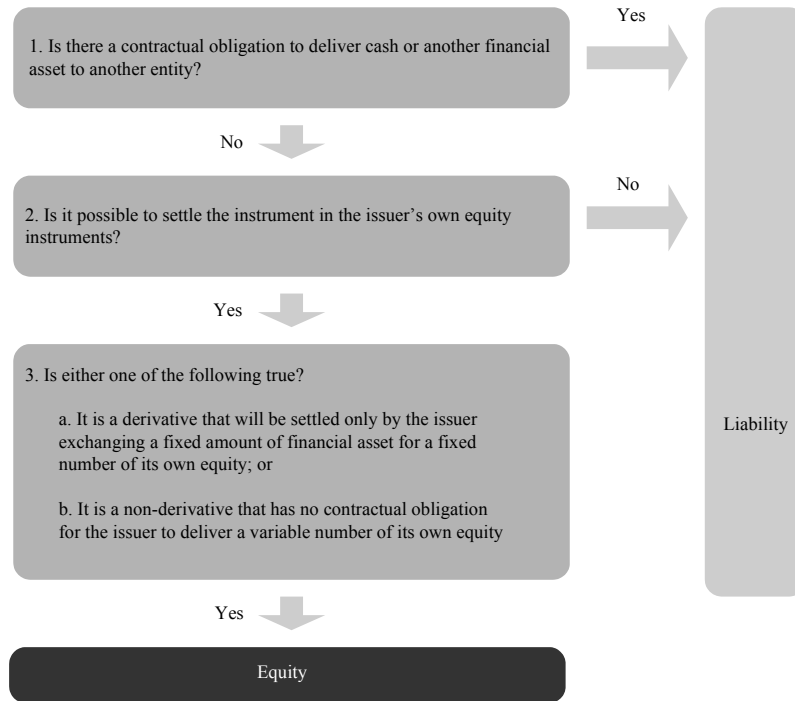 Yes
1. Is there a contractual obligation to deliver cash or another financial
asset to another entity?
No
No
2. Is it possible to settle the instrument in the issuer’s own equity
instruments?
Yes
3. Is either one of the following true?
a. It is a derivative that will be settled only by the issuer
exchanging a fixed amount of financial asset for a fixed
number of its own equity; or
Liability
b. It is a non-derivative that has no contractual obligation
for the issuer to deliver a variable number of its own equity
Yes
Equity